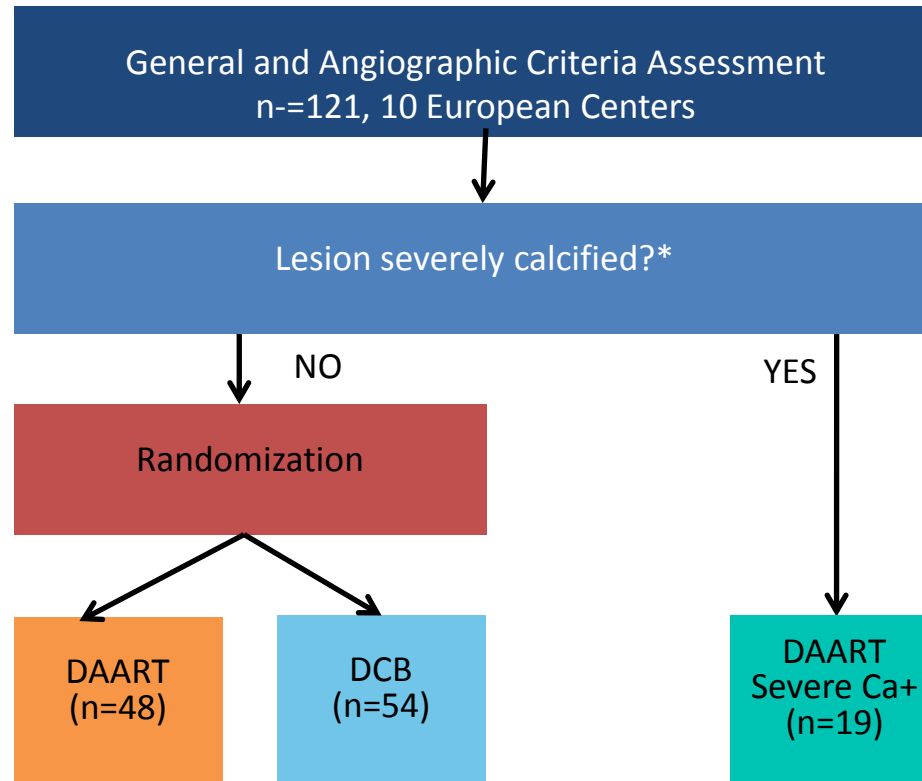 General and Angiographic Criteria Assessment
n-=121, 10 European Centers
Lesion severely calcified?*
NO
YES
Randomization
DAART
(n=48)
DCB
(n=54)
DAART
Severe Ca+
(n=19)